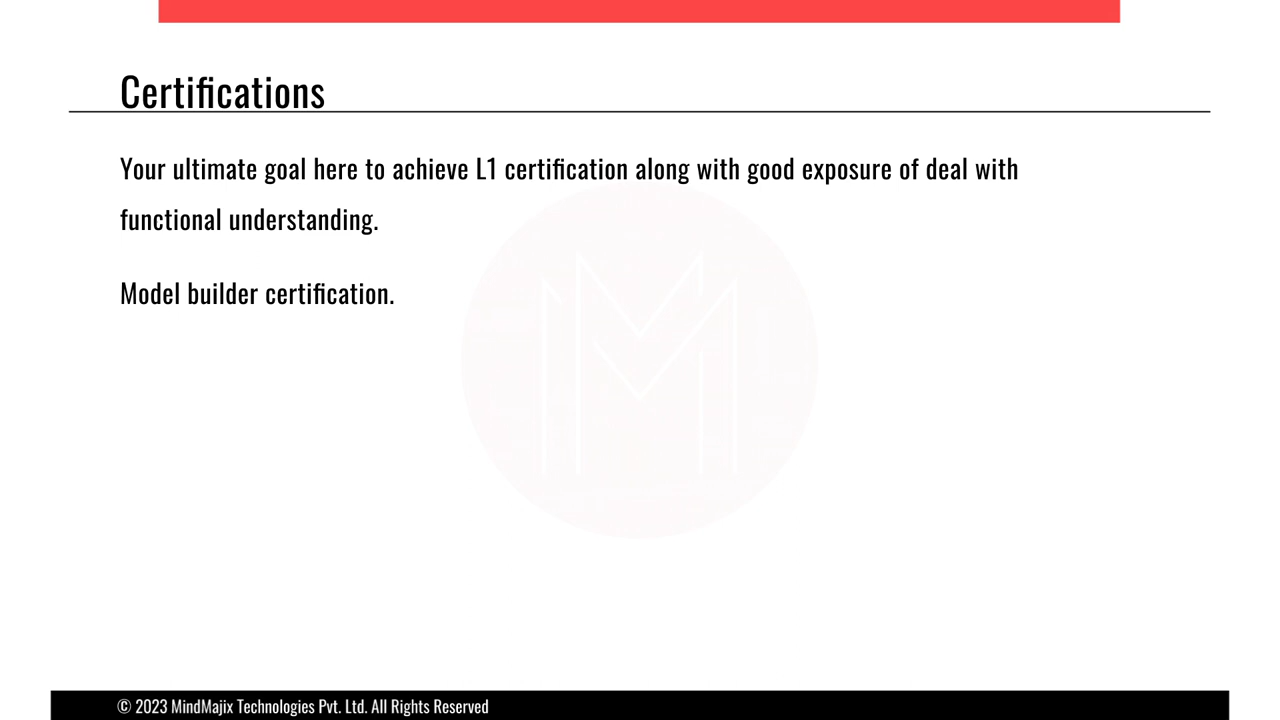 Certifications
Your ultimate goal here to achieve L1 certification along with good exposure of deal with
functional understanding.
Model builder certification.
© 2023 MindMajix Technologies Pvt. Ltd. All Rights Reserved